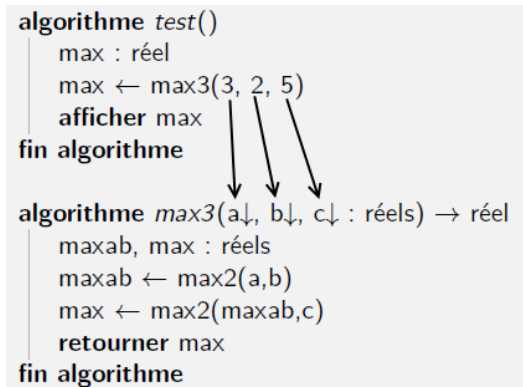 algorithme test()
max : réel
max ← max3(3, 2, 5)
afficher max
fin algorithme
algorithme max3(a↓, b↓, c↓ : réels) → réel
maxab, max : réels
maxab ← max2(a,b)
max ← max2(maxab,c)
retourner max
fin algorithme